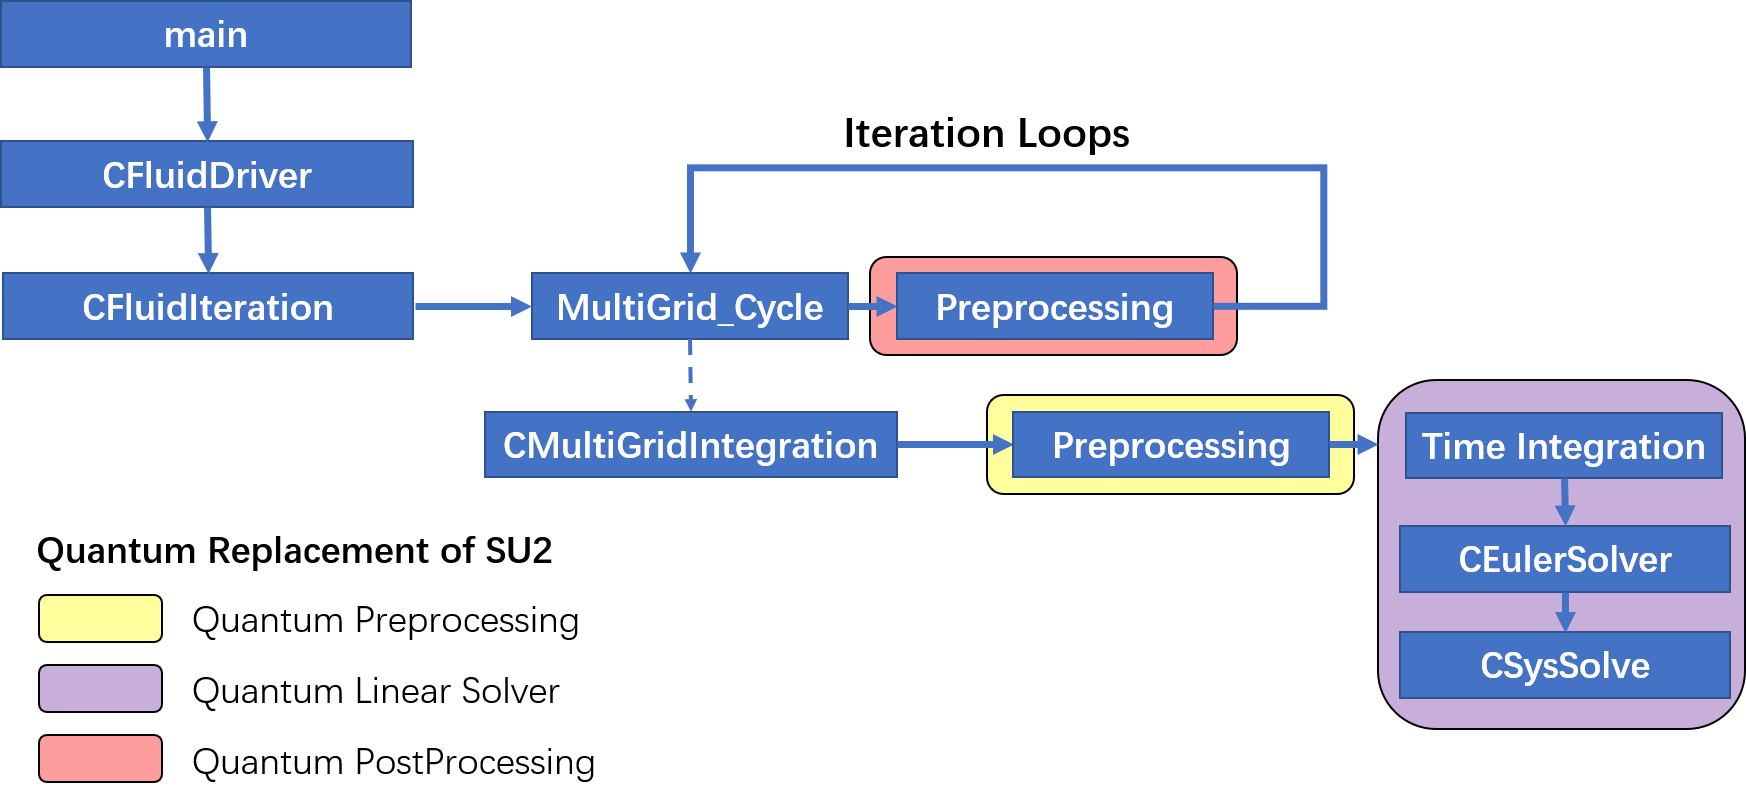 main
CFluidDriver
Iteration Loops
CFluidIteration
MultiGrid_Cycle
Preprocessing
CMultiGridIntegration
Preprocessing
Time Integration
CEulerSolver
CSysSolve
Quantum Replacement of SU2
Quantum Preprocessing
Quantum Linear Solver
Quantum PostProcessing